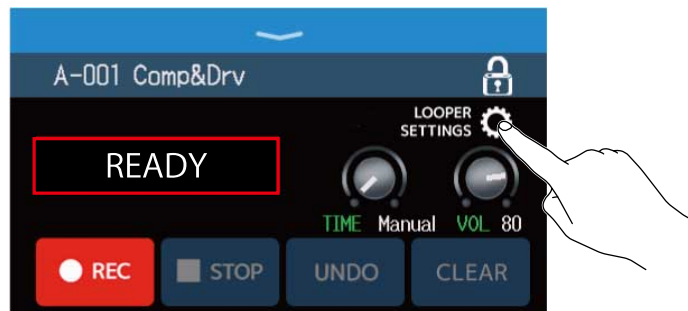 A-001 Comp&Drv
LOOPER
SETTINGS
READY
TIME Manual VOL 80
REC STOP UNDO CLEAR